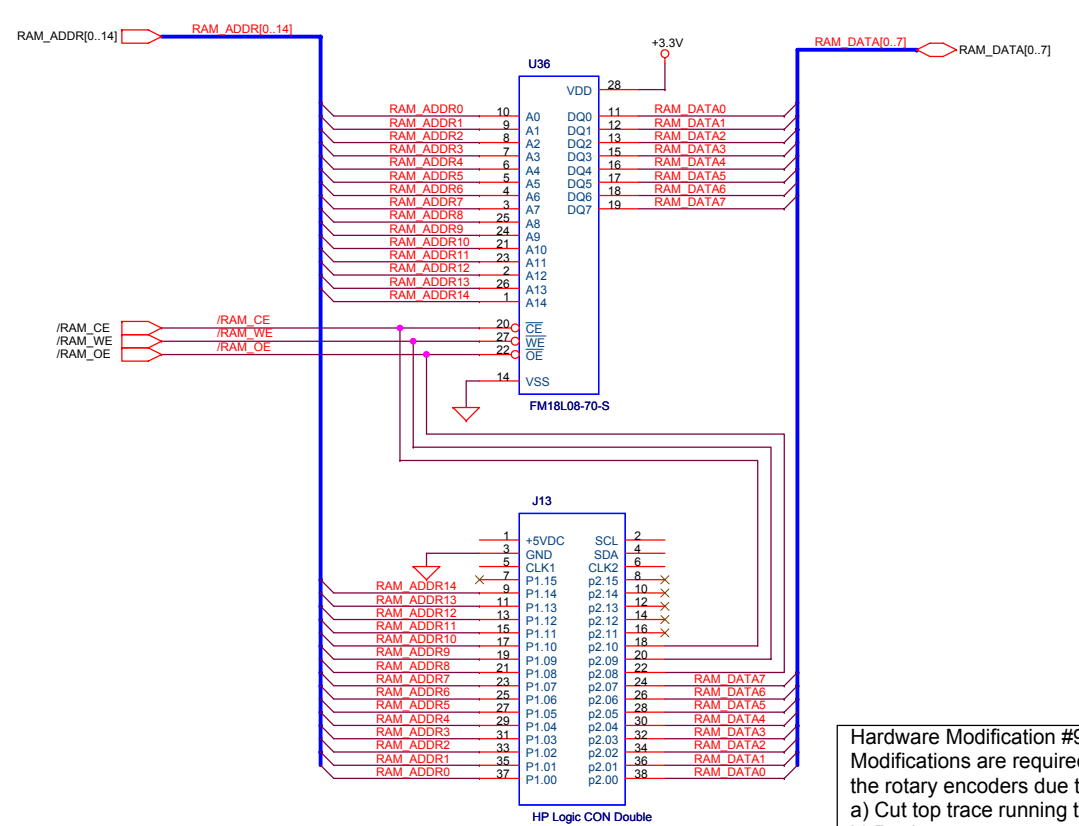 RAM_ADDR[0..14] RAM_ADDR[0..14] RAM_DATA[0..7] RAM_DATA[0..7]
+3.3V
U36
VDD 28
RAM_ADDR0 10 A0 DQ0 11 RAM_DATA0
RAM_ADDR1 9 A1 DQ1 12 RAM_DATA1
RAM_ADDR2 8 A2 DQ2 13 RAM_DATA2
RAM_ADDR3 7 A3 DQ3 15 RAM_DATA3
RAM_ADDR4 6 A4 DQ4 16 RAM_DATA4
RAM_ADDR5 5 A5 DQ5 17 RAM_DATA5
RAM_ADDR6 4 A6 DQ6 18 RAM_DATA6
RAM_ADDR7 3 A7 DQ7 19 RAM_DATA7
RAM_ADDR8 25 A8
RAM_ADDR9 24 A9
RAM_ADDR10 21 A10
RAM_ADDR11 23 A11
RAM_ADDR12 2 A12
RAM_ADDR13 26 A13
RAM_ADDR14 1 A14
/RAM_CE /RAM_CE 20 CE
/RAM_WE /RAM_WE 27 WE
/RAM_OE /RAM_OE 22 OE
14 VSS
FM18L08-70-S
J13
1 +5VDC SCL 2
3 GND SDA 4
5 CLK1 CLK2 6
7 P1.15 p2.15 8
RAM_ADDR14 9 P1.14 p2.14 10
RAM_ADDR13 11 P1.13 p2.13 12
RAM_ADDR12 13 P1.12 p2.12 14
RAM_ADDR11 15 P1.11 p2.11 16
RAM_ADDR10 17 P1.10 p2.10 18
RAM_ADDR9 19 P1.09 p2.09 20
RAM_ADDR8 21 P1.08 p2.08 22
RAM_ADDR7 23 P1.07 p2.07 24 RAM_DATA7
RAM_ADDR6 25 P1.06 p2.06 26 RAM_DATA6
RAM_ADDR5 27 P1.05 p2.05 28 RAM_DATA5
RAM_ADDR4 29 P1.04 p2.04 30 RAM_DATA4
RAM_ADDR3 31 P1.03 p2.03 32 RAM_DATA3
RAM_ADDR2 33 P1.02 p2.02 34 RAM_DATA2
RAM_ADDR1 35 P1.01 p2.01 36 RAM_DATA1
RAM_ADDR0 37 P1.00 p2.00 38 RAM_DATA0
HP Logic CON Double
Hardware Modification #9
Modifications are required
the rotary encoders due t
a) Cut top trace running t